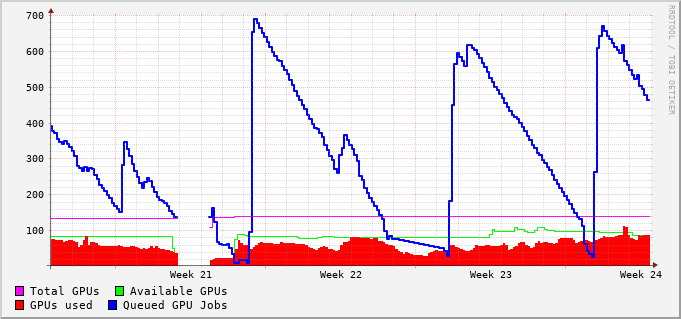 700
600
500
400
300
200
100
Week 21 Week 22 Week 23 Week 24
Total GPUs Available GPUs
GPUs used Queued GPU Jobs
RRDTOOL / TOBI OETIKER